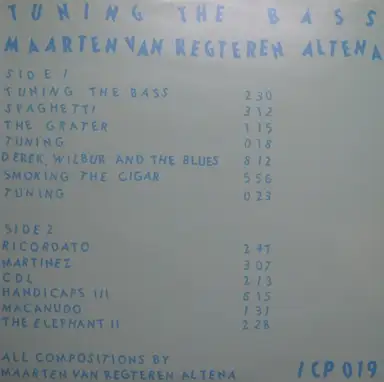 TUNING THE BASS
MAARTEN VAN REGTEREN ALTENA
SIDE 1
TUNING THE BASS 2 30
SPAGHETTI 3 12
THE GRATER 1 15
TUNING 0 18
DEREK, WILBUR AND THE BLUES 8 12
SMOKING THE CIGAR 5 56
TUNING 0 23
SIDE 2
RICORDATO 2 47
MARTINEZ 3 07
CDL 2 13
HANDICAPS III 8 15
MACANUDO 1 31
THE ELEPHANT II 2 28
ALL COMPOSITIONS BY
MAARTEN VAN REGTEREN ALTENA
ICP 019